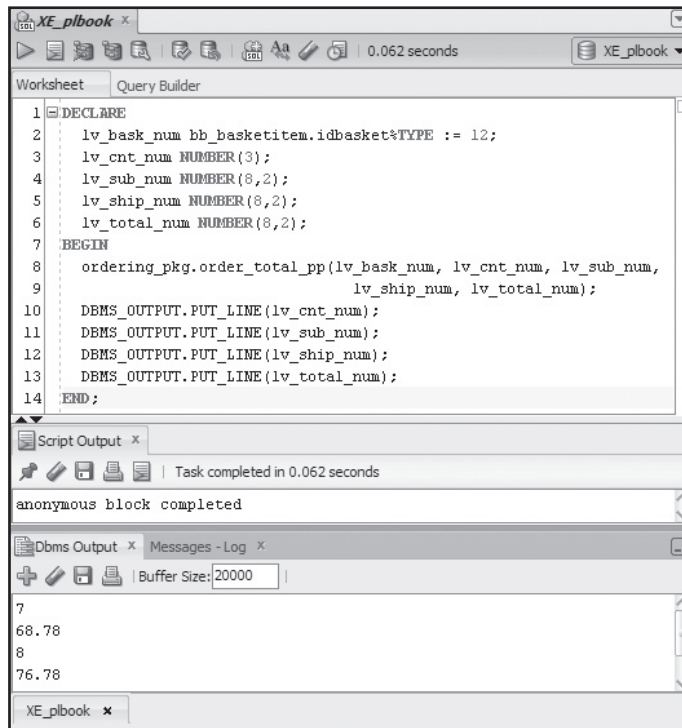 XE_plbook x
0.062 seconds
XE_plbook
Worksheet Query Builder
1 DECLARE
2 lv_bask_num bb_basketitem.idbasket%TYPE := 12;
3 lv_cnt_num NUMBER(3);
4 lv_sub_num NUMBER(8,2);
5 lv_ship_num NUMBER(8,2);
6 lv_total_num NUMBER(8,2);
7 BEGIN
8 ordering_pkg.order_total_pp(lv_bask_num, lv_cnt_num, lv_sub_num,
9 lv_ship_num, lv_total_num);
10 DBMS_OUTPUT.PUT_LINE(lv_cnt_num);
11 DBMS_OUTPUT.PUT_LINE(lv_sub_num);
12 DBMS_OUTPUT.PUT_LINE(lv_ship_num);
13 DBMS_OUTPUT.PUT_LINE(lv_total_num);
14 END;
Script Output x
Task completed in 0.062 seconds
anonymous block completed
Dbms Output x Messages - Log x
Buffer Size: 20000
7
68.78
8
76.78
XE_plbook x